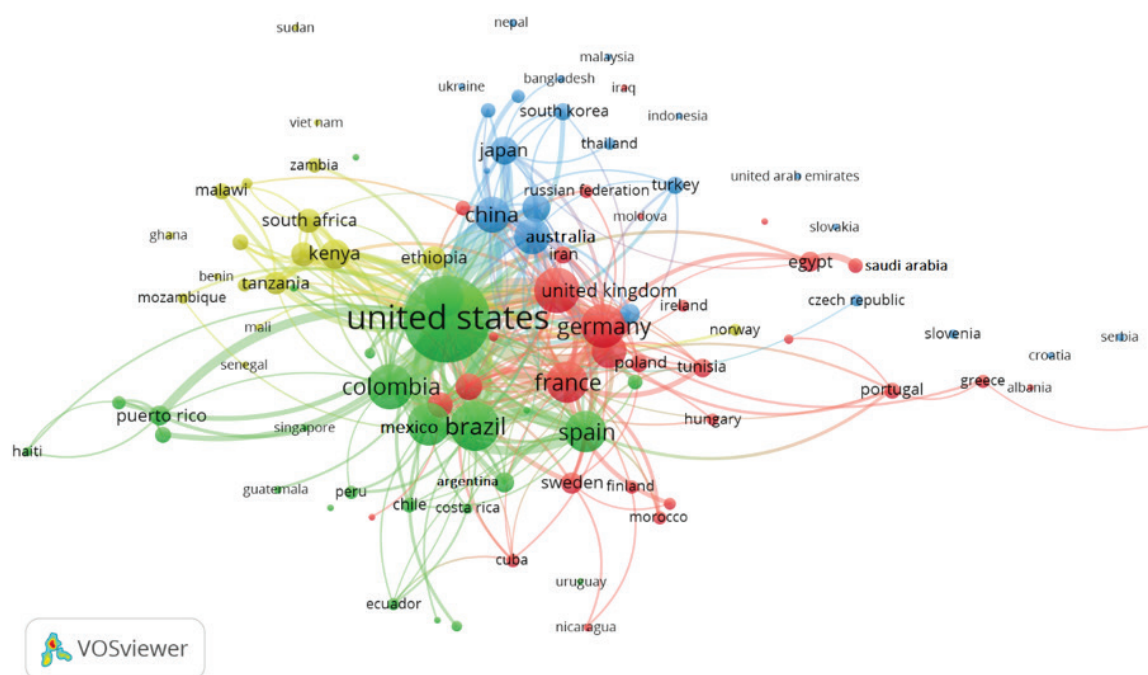 sudan
nepal
malaysia
ukraine
bangladesh
iraq
south korea
indonesia
viet nam
japan
thailand
zambia
malawi
russian federation
turkey
united arab emirates
south africa
china
moldova
ghana
australia
slovakia
kenya
ethiopia
iran
egypt
saudi arabia
benin
tanzania
united kingdom
mozambique
ireland
czech republic
united states
germany
mali
norway
slovenia
serbia
senegal
poland
tunisia
croatia
colombia
france
greece
albania
portugal
puerto rico
hungary
singapore
mexico
brazil
spain
haiti
guatemala
peru
argentina
sweden
finland
chile
costa rica
morocco
cuba
uruguay
ecuador
nicaragua
VOSviewer